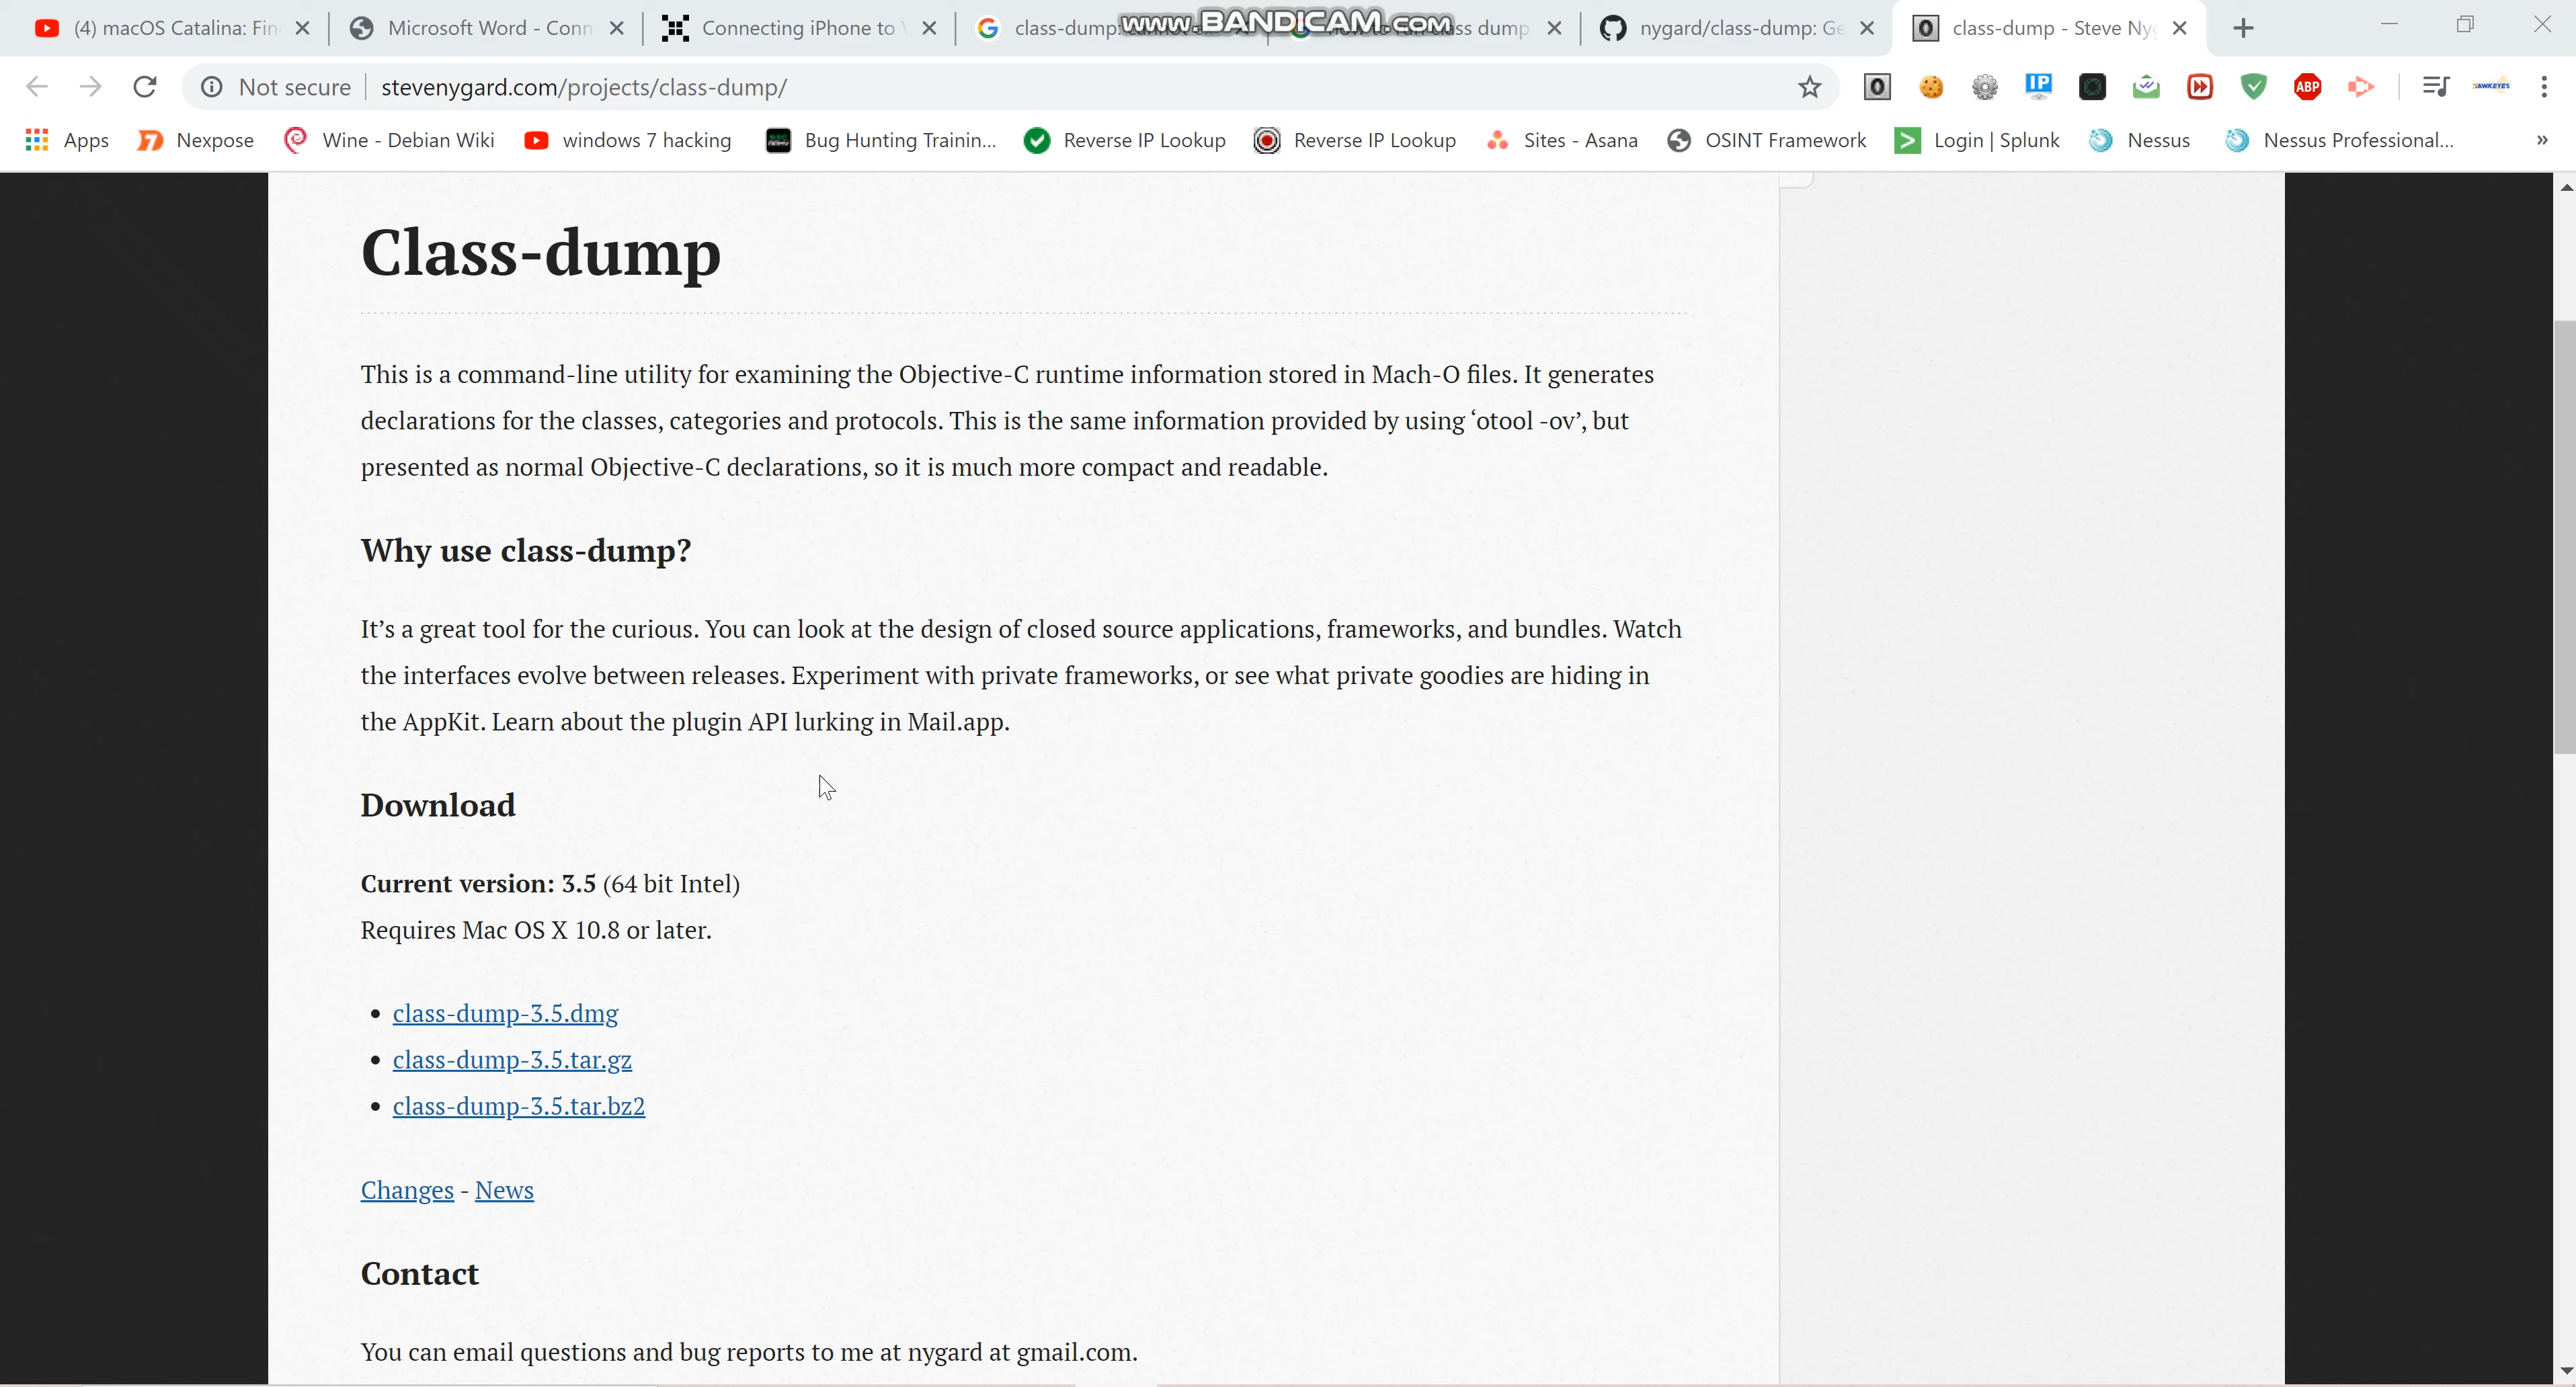 (4) macOS Catalina: Fin
Microsoft Word - Conn
Connecting iPhone to
class-dump:
www.BANDICAM.com
class dump
nygard/class-dump: Ge
class-dump - Steve Nyg
Not secure
stevenygard.com/projects/class-dump/
IP
ABP
HAWKEYES
Apps
Nexpose
Wine - Debian Wiki
windows 7 hacking
Bug Hunting Trainin...
Reverse IP Lookup
Reverse IP Lookup
Sites - Asana
OSINT Framework
Login | Splunk
Nessus
Nessus Professional...
»
Class-dump
This is a command-line utility for examining the Objective-C runtime information stored in Mach-O files. It generates
declarations for the classes, categories and protocols. This is the same information provided by using ‘otool -ov’, but
presented as normal Objective-C declarations, so it is much more compact and readable.
Why use class-dump?
It’s a great tool for the curious. You can look at the design of closed source applications, frameworks, and bundles. Watch
the interfaces evolve between releases. Experiment with private frameworks, or see what private goodies are hiding in
the AppKit. Learn about the plugin API lurking in Mail.app.
Download
Current version: 3.5 (64 bit Intel)
Requires Mac OS X 10.8 or later.
• class-dump-3.5.dmg
• class-dump-3.5.tar.gz
• class-dump-3.5.tar.bz2
Changes - News
Contact
You can email questions and bug reports to me at nygard at gmail.com.